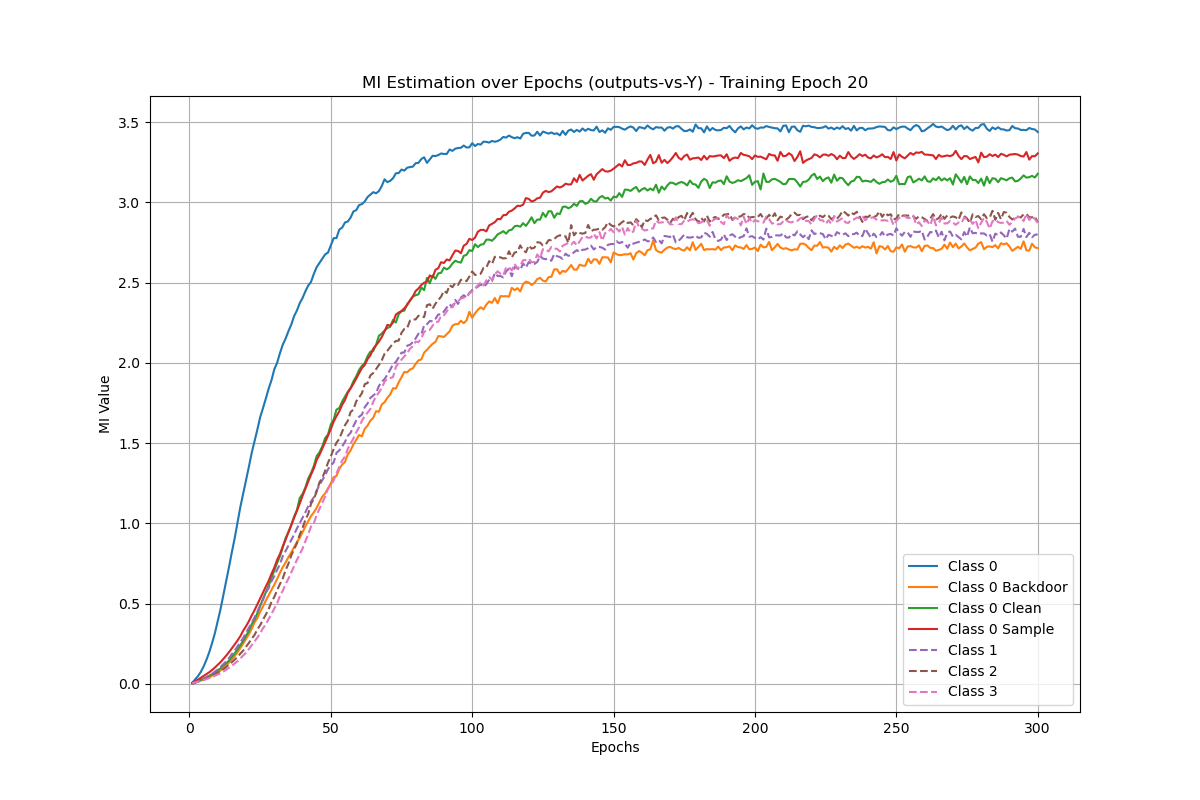 MI Estimation over Epochs (outputs-vs-Y) - Training Epoch 20
MI Value
3.5
3.0
2.5
2.0
1.5
1.0
0.5
0.0
0 50 100 150 200 250 300
Epochs
Class 0
Class 0 Backdoor
Class 0 Clean
Class 0 Sample
Class 1
Class 2
Class 3